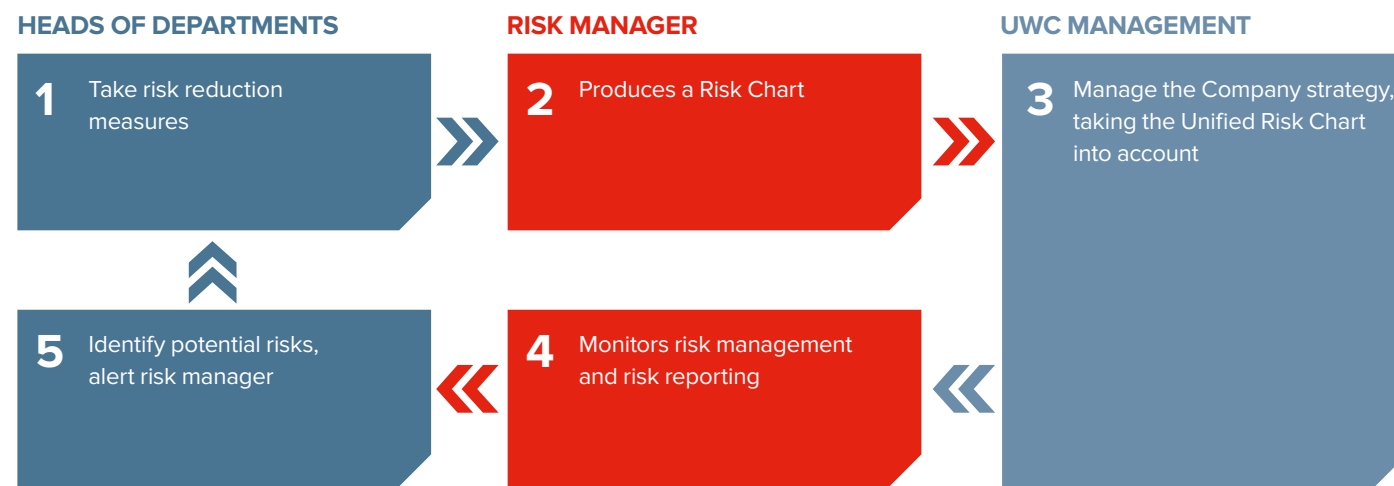 HEADS OF DEPARTMENTS
RISK MANAGER
UWC MANAGEMENT
1
Take risk reduction
measures
2
Produces a Risk Chart
3
Manage the Company strategy,
taking the Unified Risk Chart
into account
5
Identify potential risks,
alert risk manager
4
Monitors risk management
and risk reporting